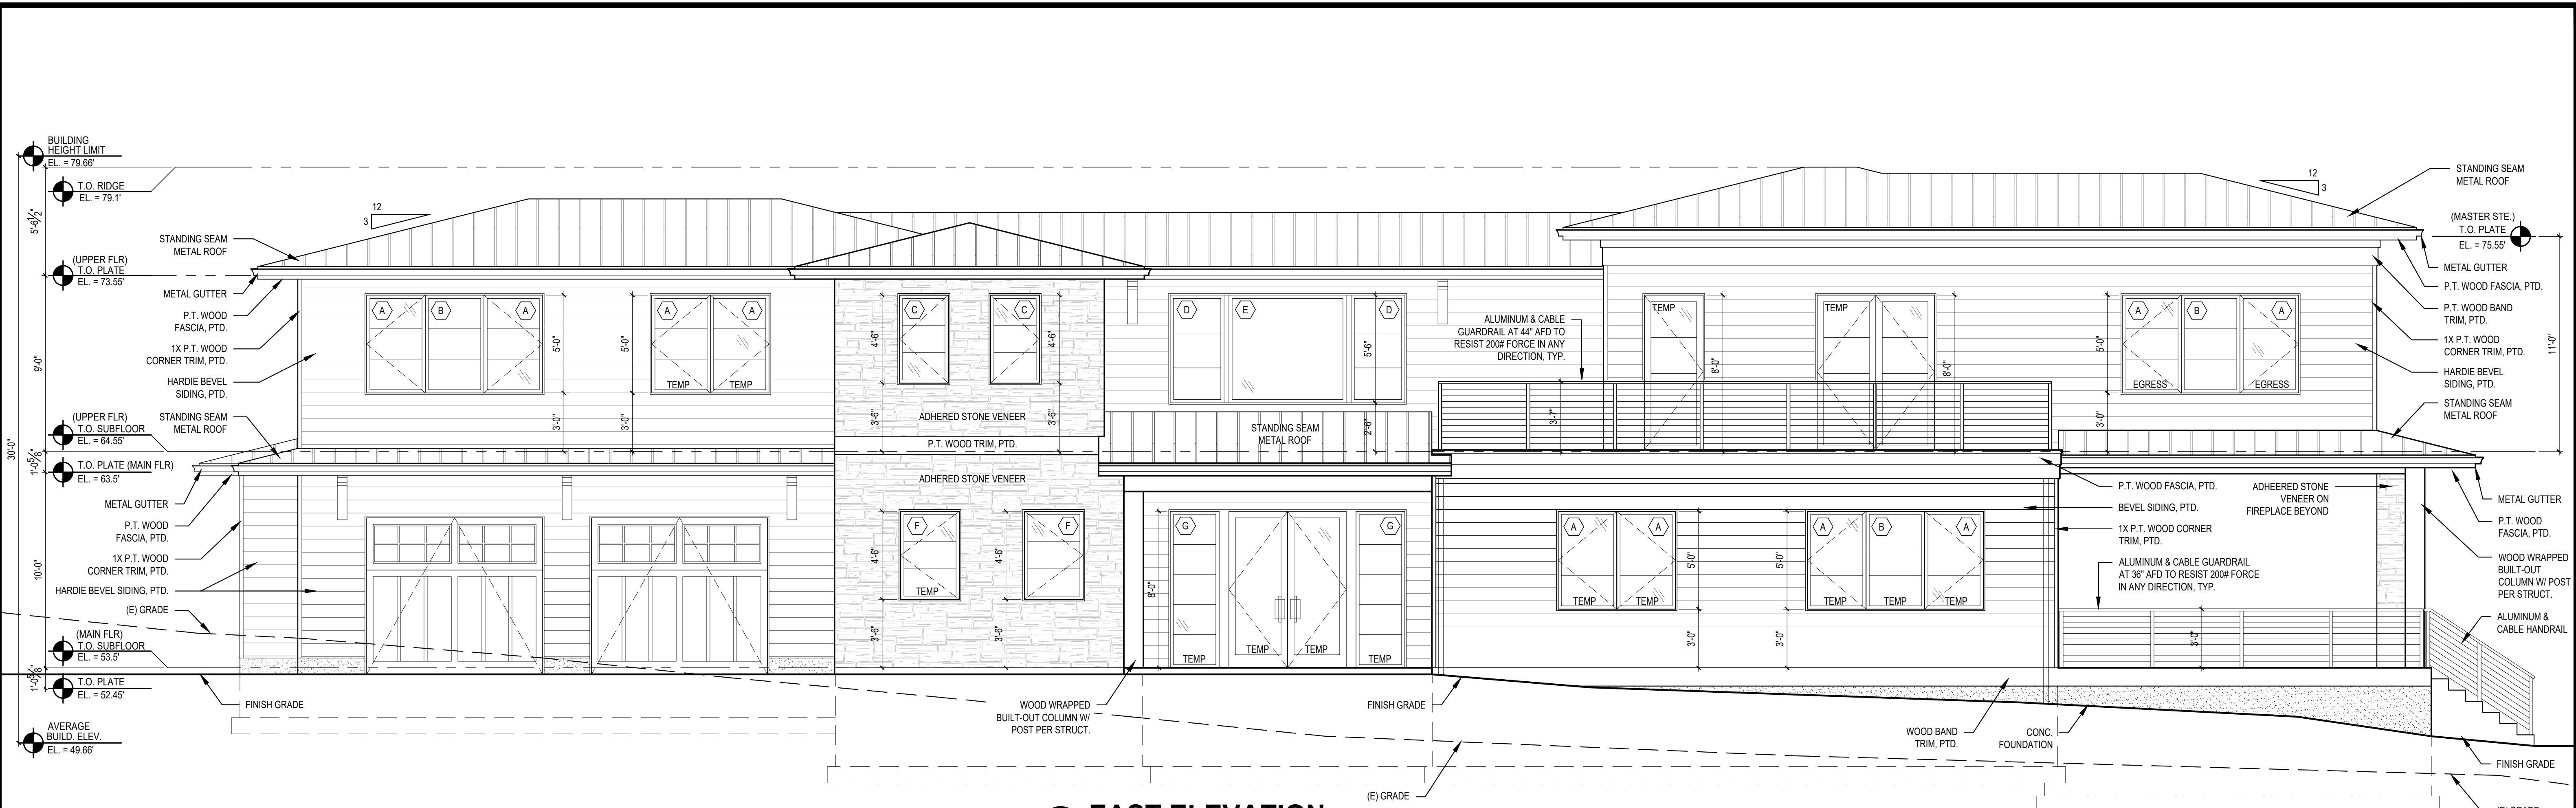 BUILDING
HEIGHT LIMIT
EL. = 79.66'
T.O. RIDGE
EL. = 79.1'
5'-6 1/2"
12
3
STANDING SEAM
METAL ROOF
(UPPER FLR)
T.O. PLATE
EL. = 73.55'
METAL GUTTER
P.T. WOOD
FASCIA, PTD.
1X P.T. WOOD
CORNER TRIM, PTD.
9'-0"
HARDIE BEVEL
SIDING, PTD.
(UPPER FLR)
T.O. SUBFLOOR
EL. = 64.55'
STANDING SEAM
METAL ROOF
30'-0"
1'-0 5/8"
T.O. PLATE (MAIN FLR)
EL. = 63.5'
METAL GUTTER
P.T. WOOD
FASCIA, PTD.
1X P.T. WOOD
CORNER TRIM, PTD.
10'-0"
HARDIE BEVEL SIDING, PTD.
(E) GRADE
(MAIN FLR)
T.O. SUBFLOOR
EL. = 53.5'
1'-0 5/8"
T.O. PLATE
EL. = 52.45'
FINISH GRADE
AVERAGE
BUILD. ELEV.
EL. = 49.66'
A
B
A
5'-0"
3'-0"
5'-0"
3'-0"
A
A
TEMP
TEMP
4'-6"
3'-6"
C
C
4'-6"
3'-6"
ADHERED STONE VENEER
P.T. WOOD TRIM, PTD.
ADHERED STONE VENEER
F
F
4'-6"
4'-6"
TEMP
3'-6"
3'-6"
D
E
D
5'-6"
2'-6"
STANDING SEAM
METAL ROOF
G
G
8'-0"
TEMP
TEMP
TEMP
TEMP
WOOD WRAPPED
BUILT-OUT COLUMN W/
POST PER STRUCT.
ALUMINUM & CABLE
GUARDRAIL AT 44" AFD TO
RESIST 200# FORCE IN ANY
DIRECTION, TYP.
3'-7"
TEMP
8'-0"
TEMP
8'-0"
A
B
A
5'-0"
EGRESS
EGRESS
3'-0"
A
A
5'-0"
TEMP
TEMP
3'-0"
5'-0"
3'-0"
A
B
A
TEMP
TEMP
TEMP
FINISH GRADE
(E) GRADE
WOOD BAND
TRIM, PTD.
CONC.
FOUNDATION
P.T. WOOD FASCIA, PTD.
BEVEL SIDING, PTD.
1X P.T. WOOD CORNER
TRIM, PTD.
ALUMINUM & CABLE GUARDRAIL
AT 36" AFD TO RESIST 200# FORCE
IN ANY DIRECTION, TYP.
ADHEERED STONE
VENEER ON
FIREPLACE BEYOND
3'-0"
12
3
STANDING SEAM
METAL ROOF
(MASTER STE.)
T.O. PLATE
EL. = 75.55'
METAL GUTTER
P.T. WOOD FASCIA, PTD.
P.T. WOOD BAND
TRIM, PTD.
1X P.T. WOOD
CORNER TRIM, PTD.
11'-0"
HARDIE BEVEL
SIDING, PTD.
STANDING SEAM
METAL ROOF
METAL GUTTER
P.T. WOOD
FASCIA, PTD.
WOOD WRAPPED
BUILT-OUT
COLUMN W/ POST
PER STRUCT.
ALUMINUM &
CABLE HANDRAIL
FINISH GRADE
EAST ELEVATION